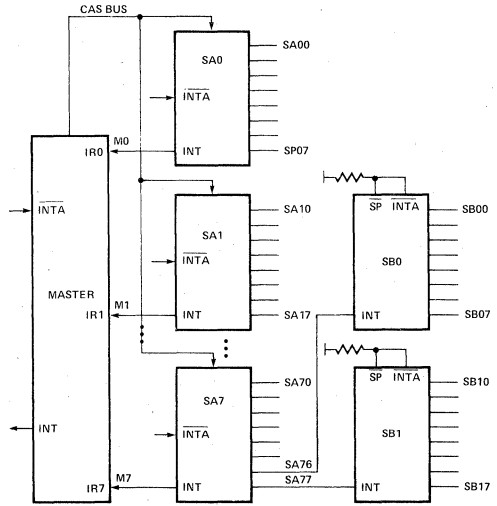 CAS BUS
SA0
SA00
INTA
M0
IR0
INT
SP07
INTA
SA1
SA10
SP INTA
SB00
INTA
SB0
MASTER
M1
IR1
INT
SA17
INT
SB07
SA7
SA70
SP INTA
SB10
INTA
SB1
INT
SA76
SA77
M7
IR7
INT
INT
SB17